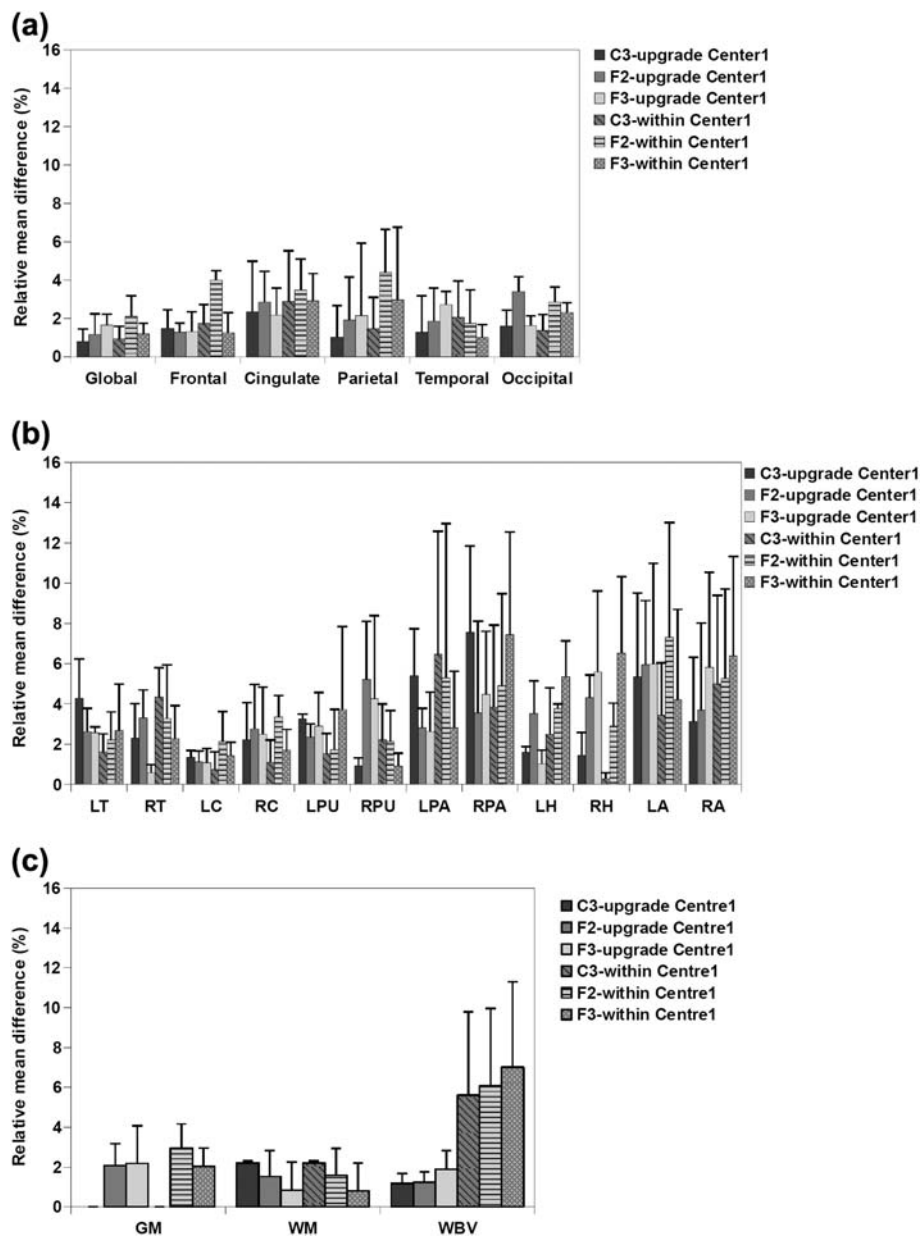 (a)
Relative mean difference (%)
16
14
12
10
8
6
4
2
0
Global Frontal Cingulate Parietal Temporal Occipital
C3-upgrade Center1
F2-upgrade Center1
F3-upgrade Center1
C3-within Center1
F2-within Center1
F3-within Center1
(b)
Relative mean difference (%)
16
14
12
10
8
6
4
2
0
LT RT LC RC LPU RPU LPA RPA LH RH LA RA
C3-upgrade Center1
F2-upgrade Center1
F3-upgrade Center1
C3-within Center1
F2-within Center1
F3-within Center1
(c)
Relative mean difference (%)
16
14
12
10
8
6
4
2
0
GM WM WBV
C3-upgrade Centre1
F2-upgrade Centre1
F3-upgrade Centre1
C3-within Centre1
F2-within Centre1
F3-within Centre1